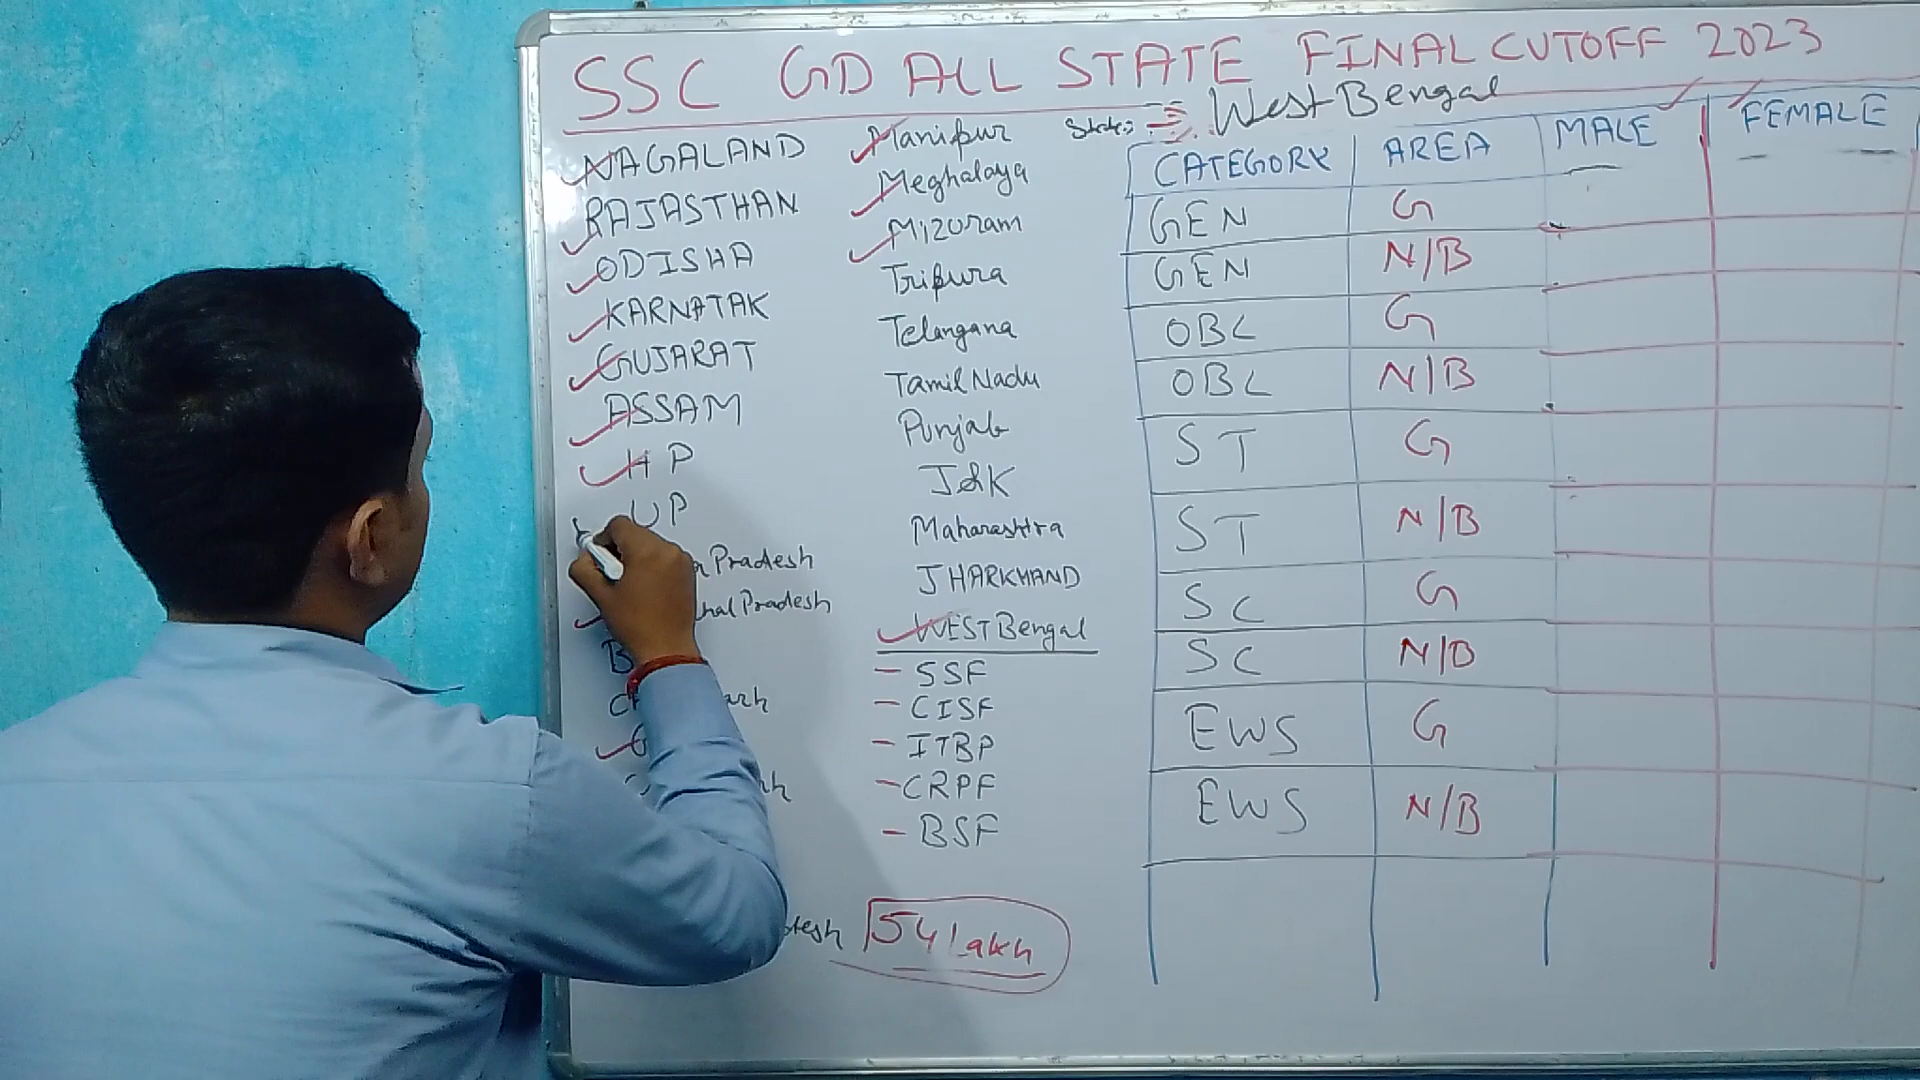 SSC GD ALL STATE FINAL CUTOFF 2023
NAGALAND
RAJASTHAN
ODISHA
KARNATAK
GUJARAT
ASSAM
HP
UP
Pradesh
Pradesh
Manipur
Meghalaya
Mizoram
Tripura
Telangana
Tamil Nadu
Punjab
J&K
Maharashtra
JHARKHAND
WEST Bengal
- SSF
- CISF
- ITBP
- CRPF
- BSF
54 Lakh
West Bengal
CATEGORY AREA MALE FEMALE
GEN G
GEN N/B
OBC G
OBC N/B
ST G
ST N/B
SC G
SC N/B
EWS G
EWS N/B